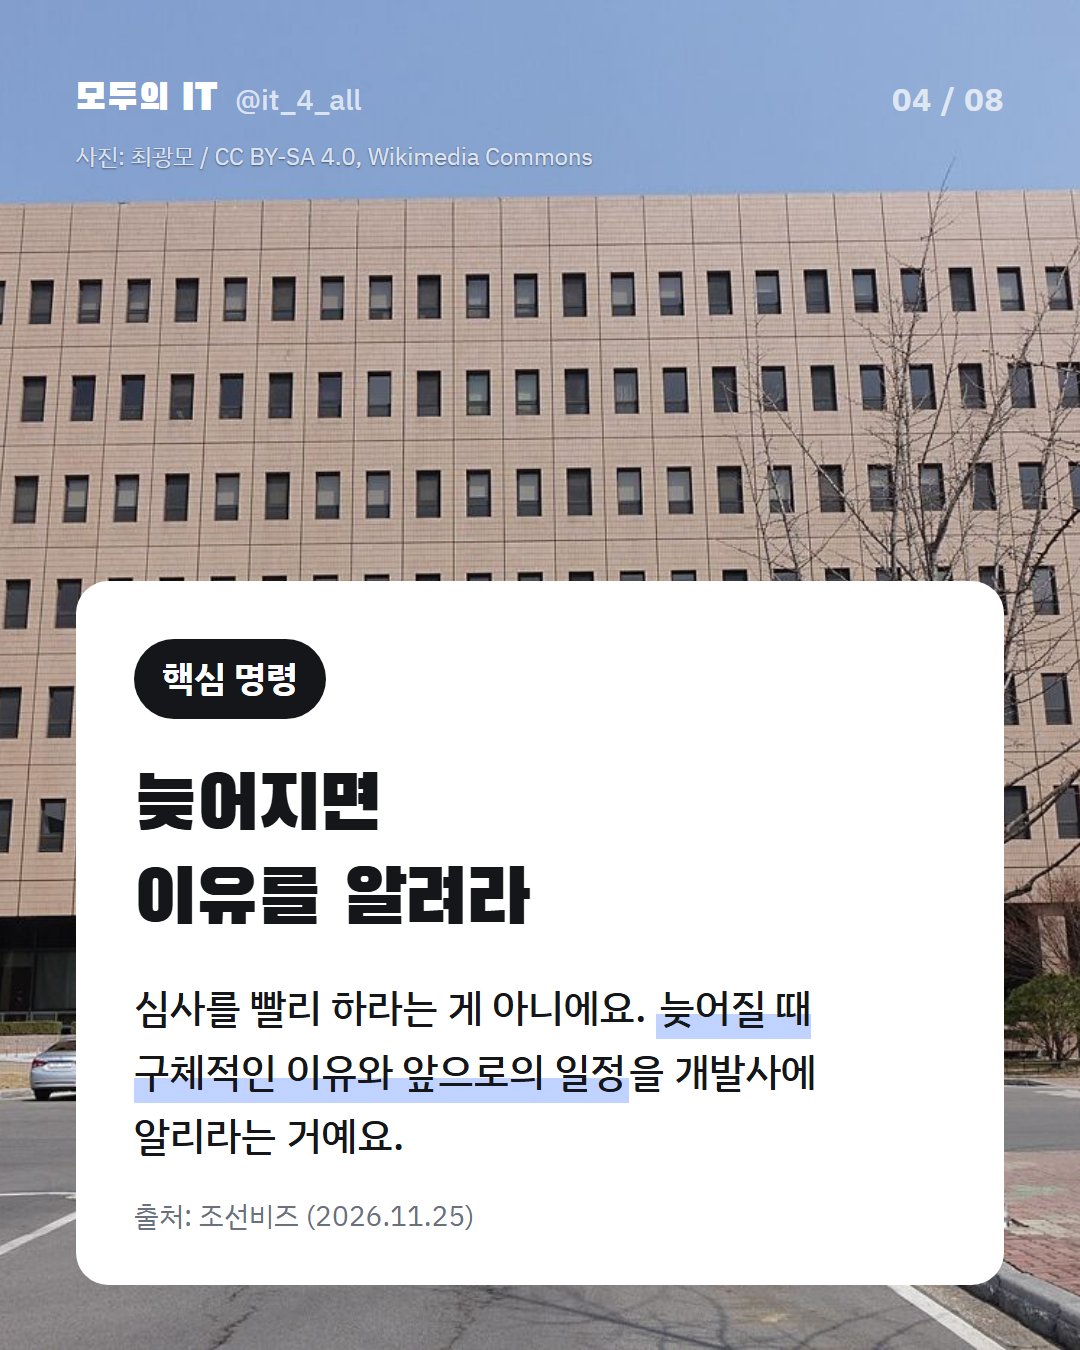 모두의 IT @it_4_all
04 / 08
사진: 최광모 / CC BY-SA 4.0, Wikimedia Commons
핵심 명령
늦어지면
이유를 알려라
심사를 빨리 하라는 게 아니에요. 늦어질 때
구체적인 이유와 앞으로의 일정을 개발사에
알리라는 거예요.
출처: 조선비즈 (2026.11.25)